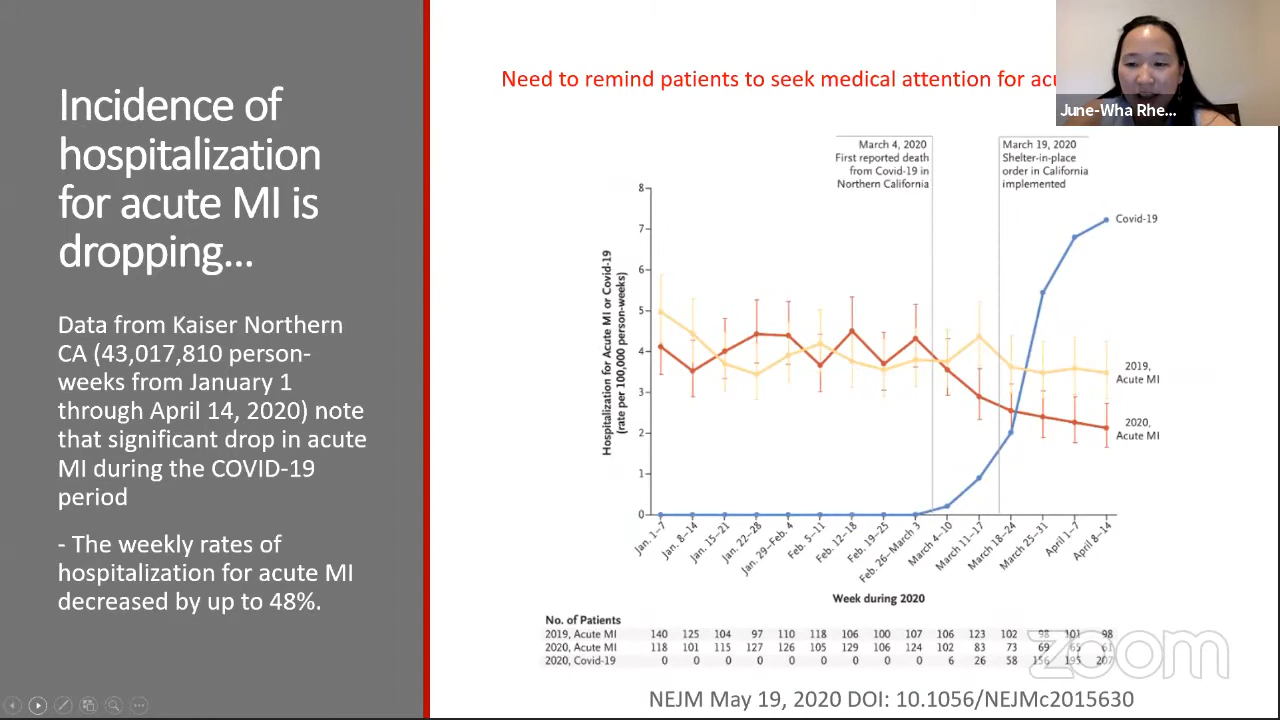 Incidence of
hospitalization
for acute MI is
dropping...
Data from Kaiser Northern
CA (43,017,810 person-
weeks from January 1
through April 14, 2020) note
that significant drop in acute
MI during the COVID-19
period
- The weekly rates of
hospitalization for acute MI
decreased by up to 48%.
Need to remind patients to seek medical attention for
June-Wha Rhe...
March 4, 2020
First reported death
from Covid-19 in
Northern California
March 19, 2020
Shelter-in-place
order in California
implemented
Hospitalization for Acute MI or Covid-19
(rate per 100,000 person-weeks)
8
7
6
5
4
3
2
1
0
Covid-19
2019,
Acute MI
2020,
Acute MI
Jan. 1–7
Jan. 8–14
Jan. 15–21
Jan. 22–28
Jan. 29–Feb. 4
Feb. 5–11
Feb. 12–18
Feb. 19–25
Feb. 26–March 3
March 4–10
March 11–17
March 18–24
March 25–31
April 1–7
April 8–14
Week during 2020
No. of Patients
2019, Acute MI 140 125 104 97 110 118 106 100 107 106 123 102 98 101 98
2020, Acute MI 118 101 115 127 126 105 129 106 124 102 83 73 69 65 61
2020, Covid-19 0 0 0 0 0 0 0 0 0 6 26 58 156 195 207
zoom
NEJM May 19, 2020 DOI: 10.1056/NEJMc2015630